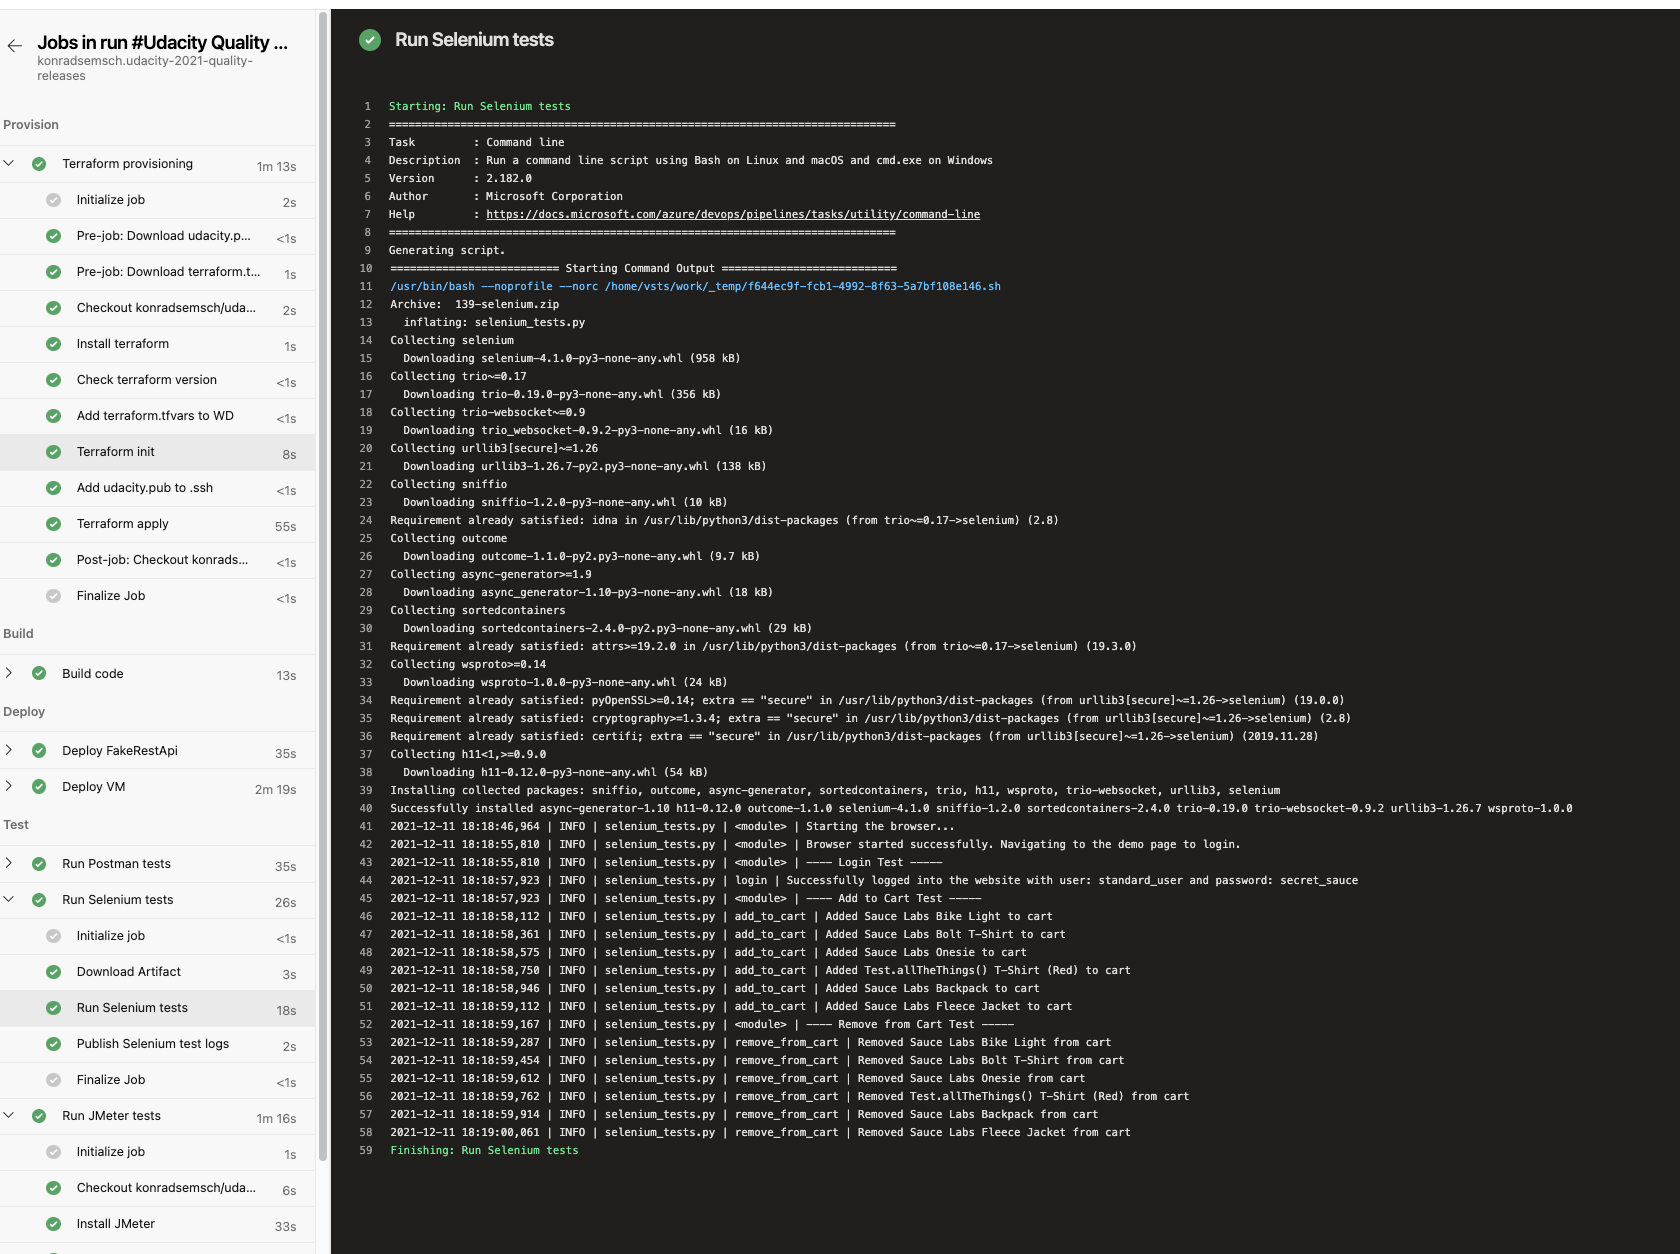 Jobs in run #Udacity Quality ...
konradsemsch.udacity-2021-quality-
releases
Provision
Terraform provisioning 1m 13s
Initialize job 2s
Pre-job: Download udacity.p... <1s
Pre-job: Download terraform.t... 1s
Checkout konradsemsch/uda... 2s
Install terraform 1s
Check terraform version <1s
Add terraform.tfvars to WD <1s
Terraform init 8s
Add udacity.pub to .ssh <1s
Terraform apply 55s
Post-job: Checkout konrads... <1s
Finalize Job <1s
Build
Build code 13s
Deploy
Deploy FakeRestApi 35s
Deploy VM 2m 19s
Test
Run Postman tests 35s
Run Selenium tests 26s
Initialize job <1s
Download Artifact 3s
Run Selenium tests 18s
Publish Selenium test logs 2s
Finalize Job <1s
Run JMeter tests 1m 16s
Initialize job 1s
Checkout konradsemsch/uda... 6s
Install JMeter 33s
Run Selenium tests
1 Starting: Run Selenium tests
2 ==============================================================================
3 Task         : Command line
4 Description  : Run a command line script using Bash on Linux and macOS and cmd.exe on Windows
5 Version      : 2.182.0
6 Author       : Microsoft Corporation
7 Help         : https://docs.microsoft.com/azure/devops/pipelines/tasks/utility/command-line
8 ==============================================================================
9 Generating script.
10 ========================== Starting Command Output ===========================
11 /usr/bin/bash --noprofile --norc /home/vsts/work/_temp/f644ec9f-fcb1-4992-8f63-5a7bf108e146.sh
12 Archive:  139-selenium.zip
13   inflating: selenium_tests.py
14 Collecting selenium
15   Downloading selenium-4.1.0-py3-none-any.whl (958 kB)
16 Collecting trio~=0.17
17   Downloading trio-0.19.0-py3-none-any.whl (356 kB)
18 Collecting trio-websocket~=0.9
19   Downloading trio_websocket-0.9.2-py3-none-any.whl (16 kB)
20 Collecting urllib3[secure]~=1.26
21   Downloading urllib3-1.26.7-py2.py3-none-any.whl (138 kB)
22 Collecting sniffio
23   Downloading sniffio-1.2.0-py3-none-any.whl (10 kB)
24 Requirement already satisfied: idna in /usr/lib/python3/dist-packages (from trio~=0.17->selenium) (2.8)
25 Collecting outcome
26   Downloading outcome-1.1.0-py2.py3-none-any.whl (9.7 kB)
27 Collecting async-generator>=1.9
28   Downloading async_generator-1.10-py3-none-any.whl (18 kB)
29 Collecting sortedcontainers
30   Downloading sortedcontainers-2.4.0-py2.py3-none-any.whl (29 kB)
31 Requirement already satisfied: attrs>=19.2.0 in /usr/lib/python3/dist-packages (from trio~=0.17->selenium) (19.3.0)
32 Collecting wsproto>=0.14
33   Downloading wsproto-1.0.0-py3-none-any.whl (24 kB)
34 Requirement already satisfied: pyOpenSSL>=0.14; extra == "secure" in /usr/lib/python3/dist-packages (from urllib3[secure]~=1.26->selenium) (19.0.0)
35 Requirement already satisfied: cryptography>=1.3.4; extra == "secure" in /usr/lib/python3/dist-packages (from urllib3[secure]~=1.26->selenium) (2.8)
36 Requirement already satisfied: certifi; extra == "secure" in /usr/lib/python3/dist-packages (from urllib3[secure]~=1.26->selenium) (2019.11.28)
37 Collecting h11<1,>=0.9.0
38   Downloading h11-0.12.0-py3-none-any.whl (54 kB)
39 Installing collected packages: sniffio, outcome, async-generator, sortedcontainers, trio, h11, wsproto, trio-websocket, urllib3, selenium
40 Successfully installed async-generator-1.10 h11-0.12.0 outcome-1.1.0 selenium-4.1.0 sniffio-1.2.0 sortedcontainers-2.4.0 trio-0.19.0 trio-websocket-0.9.2 urllib3-1.26.7 wsproto-1.0.0
41 2021-12-11 18:18:46,964 | INFO | selenium_tests.py | <module> | Starting the browser...
42 2021-12-11 18:18:55,810 | INFO | selenium_tests.py | <module> | Browser started successfully. Navigating to the demo page to login.
43 2021-12-11 18:18:55,810 | INFO | selenium_tests.py | <module> | ---- Login Test -----
44 2021-12-11 18:18:57,923 | INFO | selenium_tests.py | login | Successfully logged into the website with user: standard_user and password: secret_sauce
45 2021-12-11 18:18:57,923 | INFO | selenium_tests.py | <module> | ---- Add to Cart Test -----
46 2021-12-11 18:18:58,112 | INFO | selenium_tests.py | add_to_cart | Added Sauce Labs Bike Light to cart
47 2021-12-11 18:18:58,361 | INFO | selenium_tests.py | add_to_cart | Added Sauce Labs Bolt T-Shirt to cart
48 2021-12-11 18:18:58,575 | INFO | selenium_tests.py | add_to_cart | Added Sauce Labs Onesie to cart
49 2021-12-11 18:18:58,750 | INFO | selenium_tests.py | add_to_cart | Added Test.allTheThings() T-Shirt (Red) to cart
50 2021-12-11 18:18:58,946 | INFO | selenium_tests.py | add_to_cart | Added Sauce Labs Backpack to cart
51 2021-12-11 18:18:59,112 | INFO | selenium_tests.py | add_to_cart | Added Sauce Labs Fleece Jacket to cart
52 2021-12-11 18:18:59,167 | INFO | selenium_tests.py | <module> | ---- Remove from Cart Test -----
53 2021-12-11 18:18:59,287 | INFO | selenium_tests.py | remove_from_cart | Removed Sauce Labs Bike Light from cart
54 2021-12-11 18:18:59,454 | INFO | selenium_tests.py | remove_from_cart | Removed Sauce Labs Bolt T-Shirt from cart
55 2021-12-11 18:18:59,612 | INFO | selenium_tests.py | remove_from_cart | Removed Sauce Labs Onesie from cart
56 2021-12-11 18:18:59,762 | INFO | selenium_tests.py | remove_from_cart | Removed Test.allTheThings() T-Shirt (Red) from cart
57 2021-12-11 18:18:59,914 | INFO | selenium_tests.py | remove_from_cart | Removed Sauce Labs Backpack from cart
58 2021-12-11 18:19:00,061 | INFO | selenium_tests.py | remove_from_cart | Removed Sauce Labs Fleece Jacket from cart
59 Finishing: Run Selenium tests